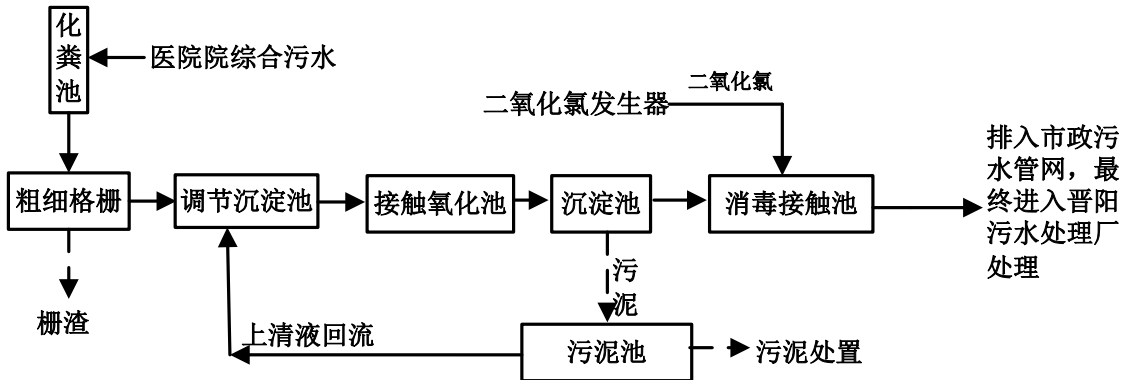 化
粪
池
医院院综合污水
二氧化氯
二氧化氯发生器
排入市政污
水管网，最
终进入晋阳
污水处理厂
处理
粗细格栅
调节沉淀池
接触氧化池
沉淀池
消毒接触池
污
泥
栅渣
上清液回流
污泥池
污泥处置